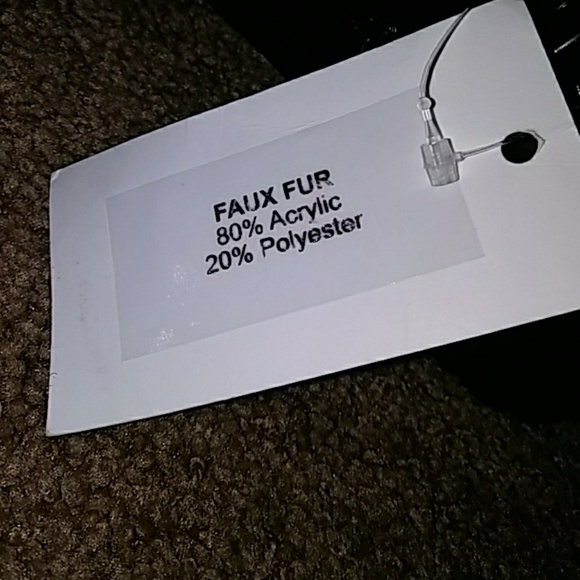 FAUX FUR
80% Acrylic
20% Polyester